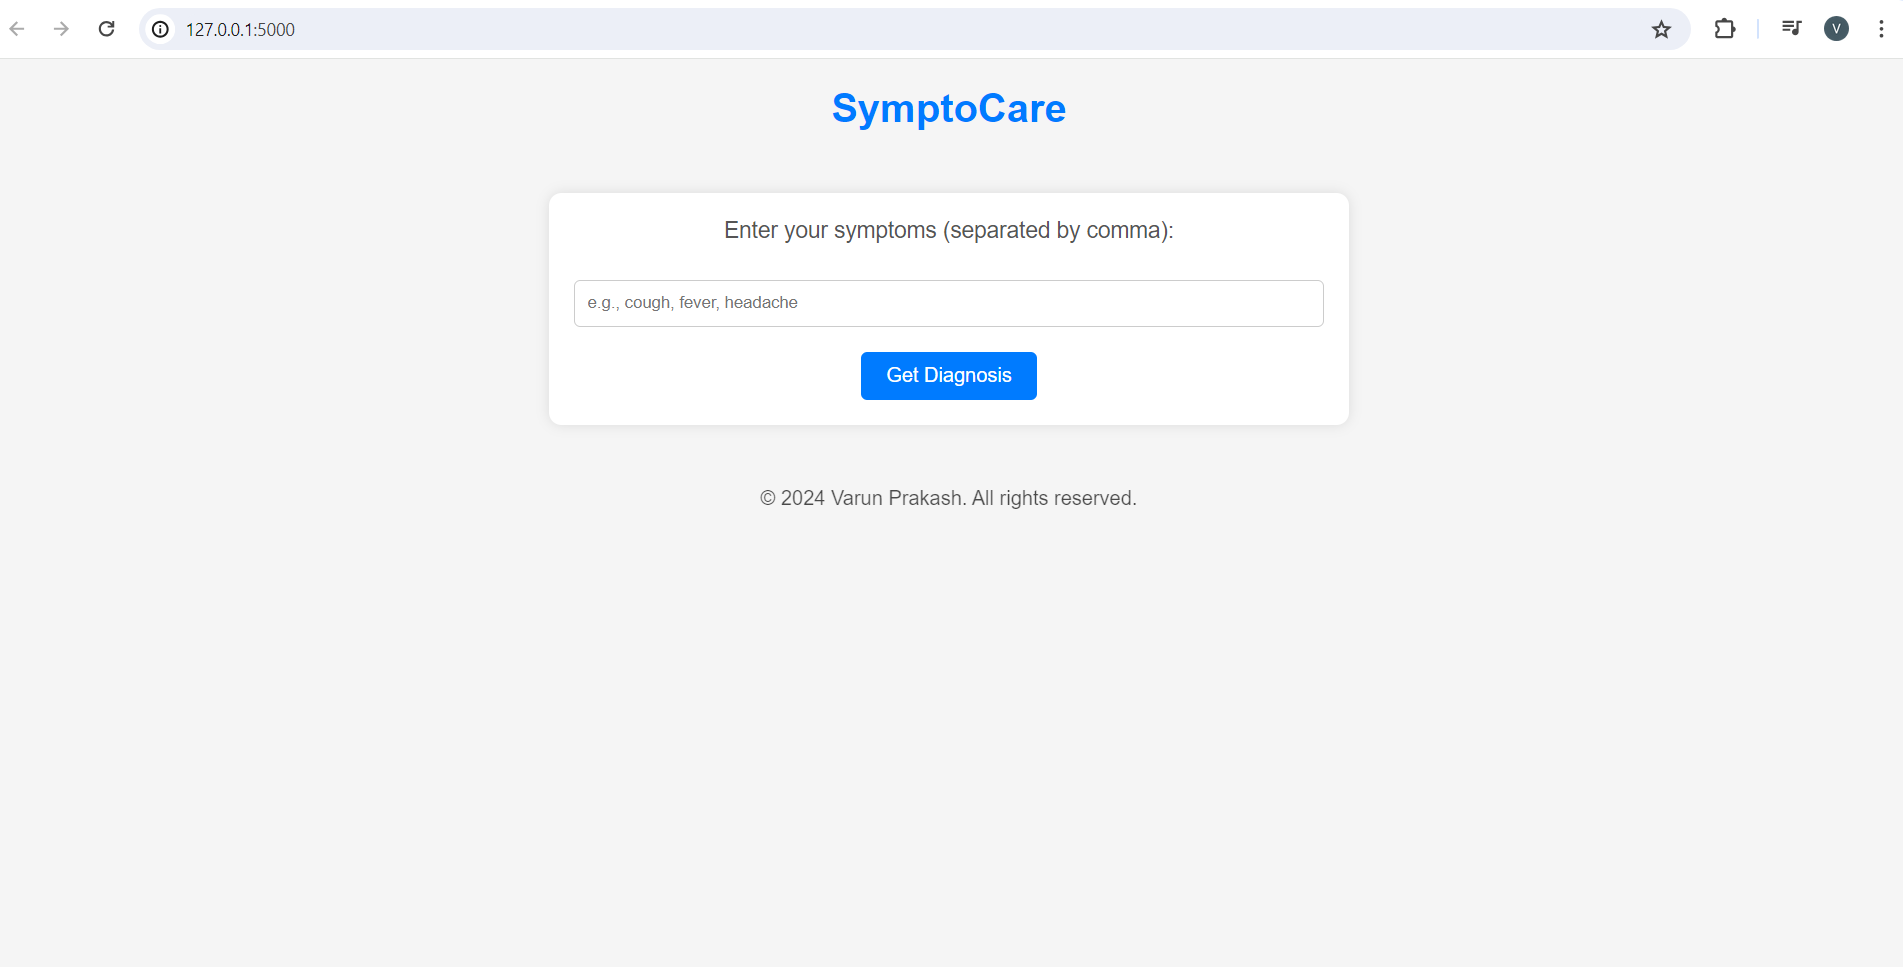 127.0.0.1:5000
V
SymptoCare
Enter your symptoms (separated by comma):
e.g., cough, fever, headache
Get Diagnosis
© 2024 Varun Prakash. All rights reserved.